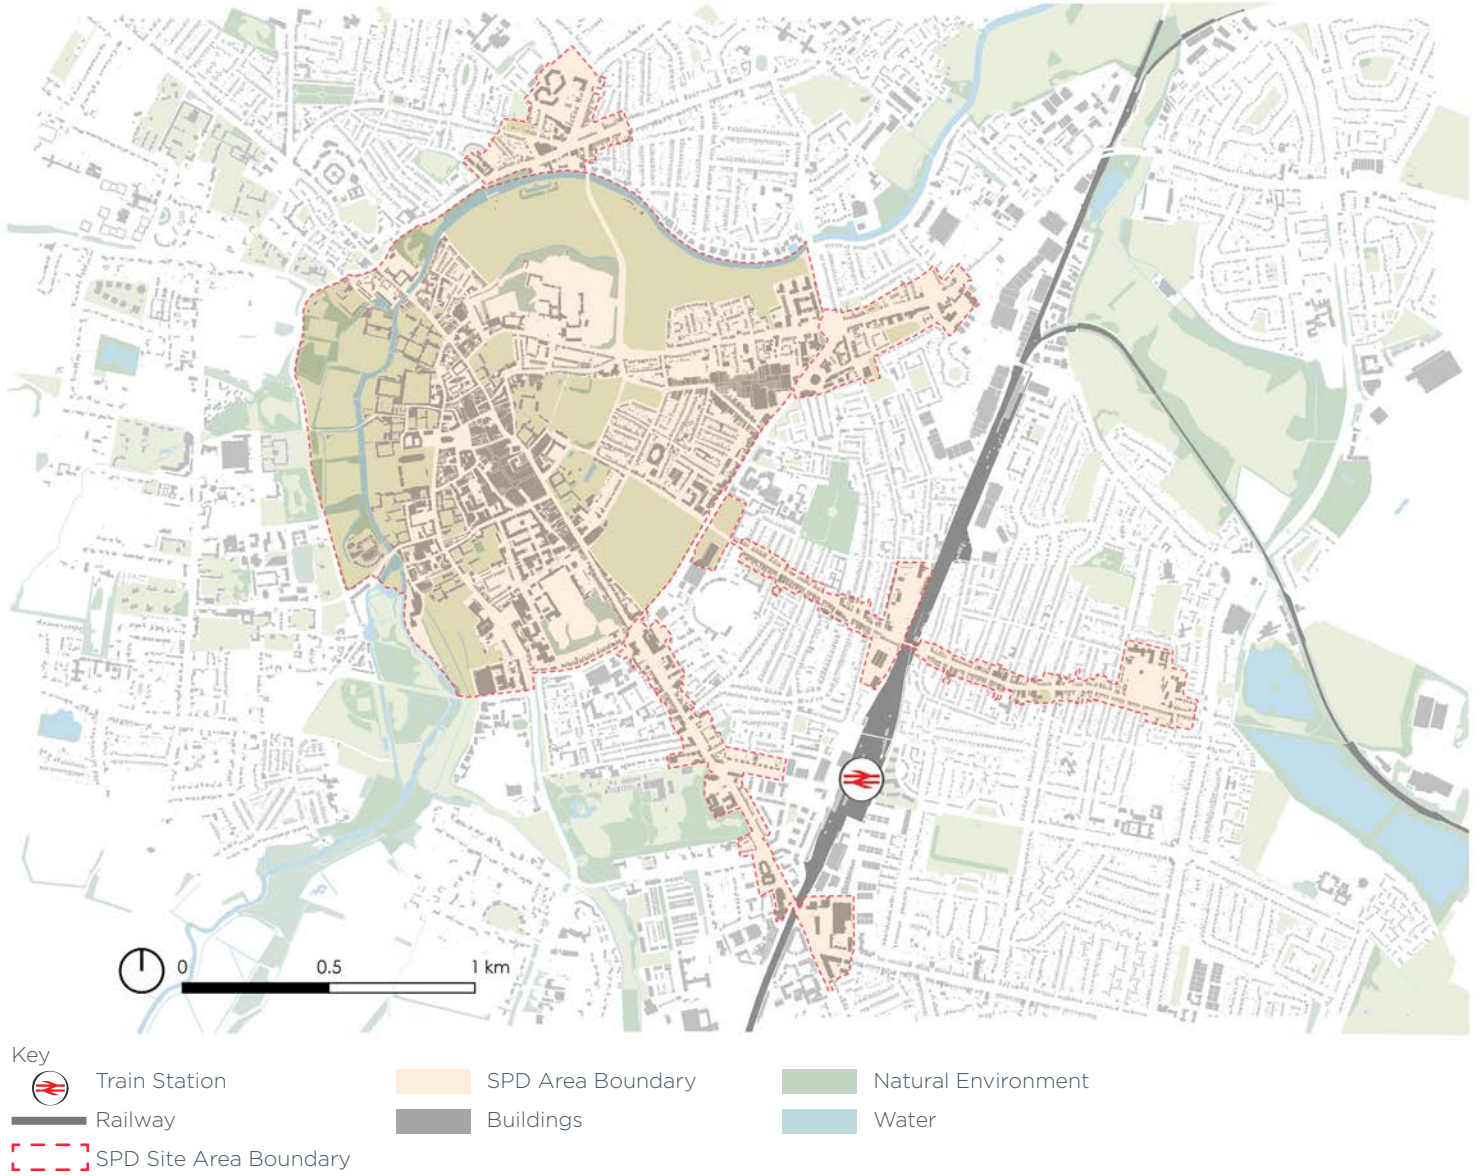 0 0.5 1 km
Key
Train Station
Railway
SPD Site Area Boundary
SPD Area Boundary
Buildings
Natural Environment
Water